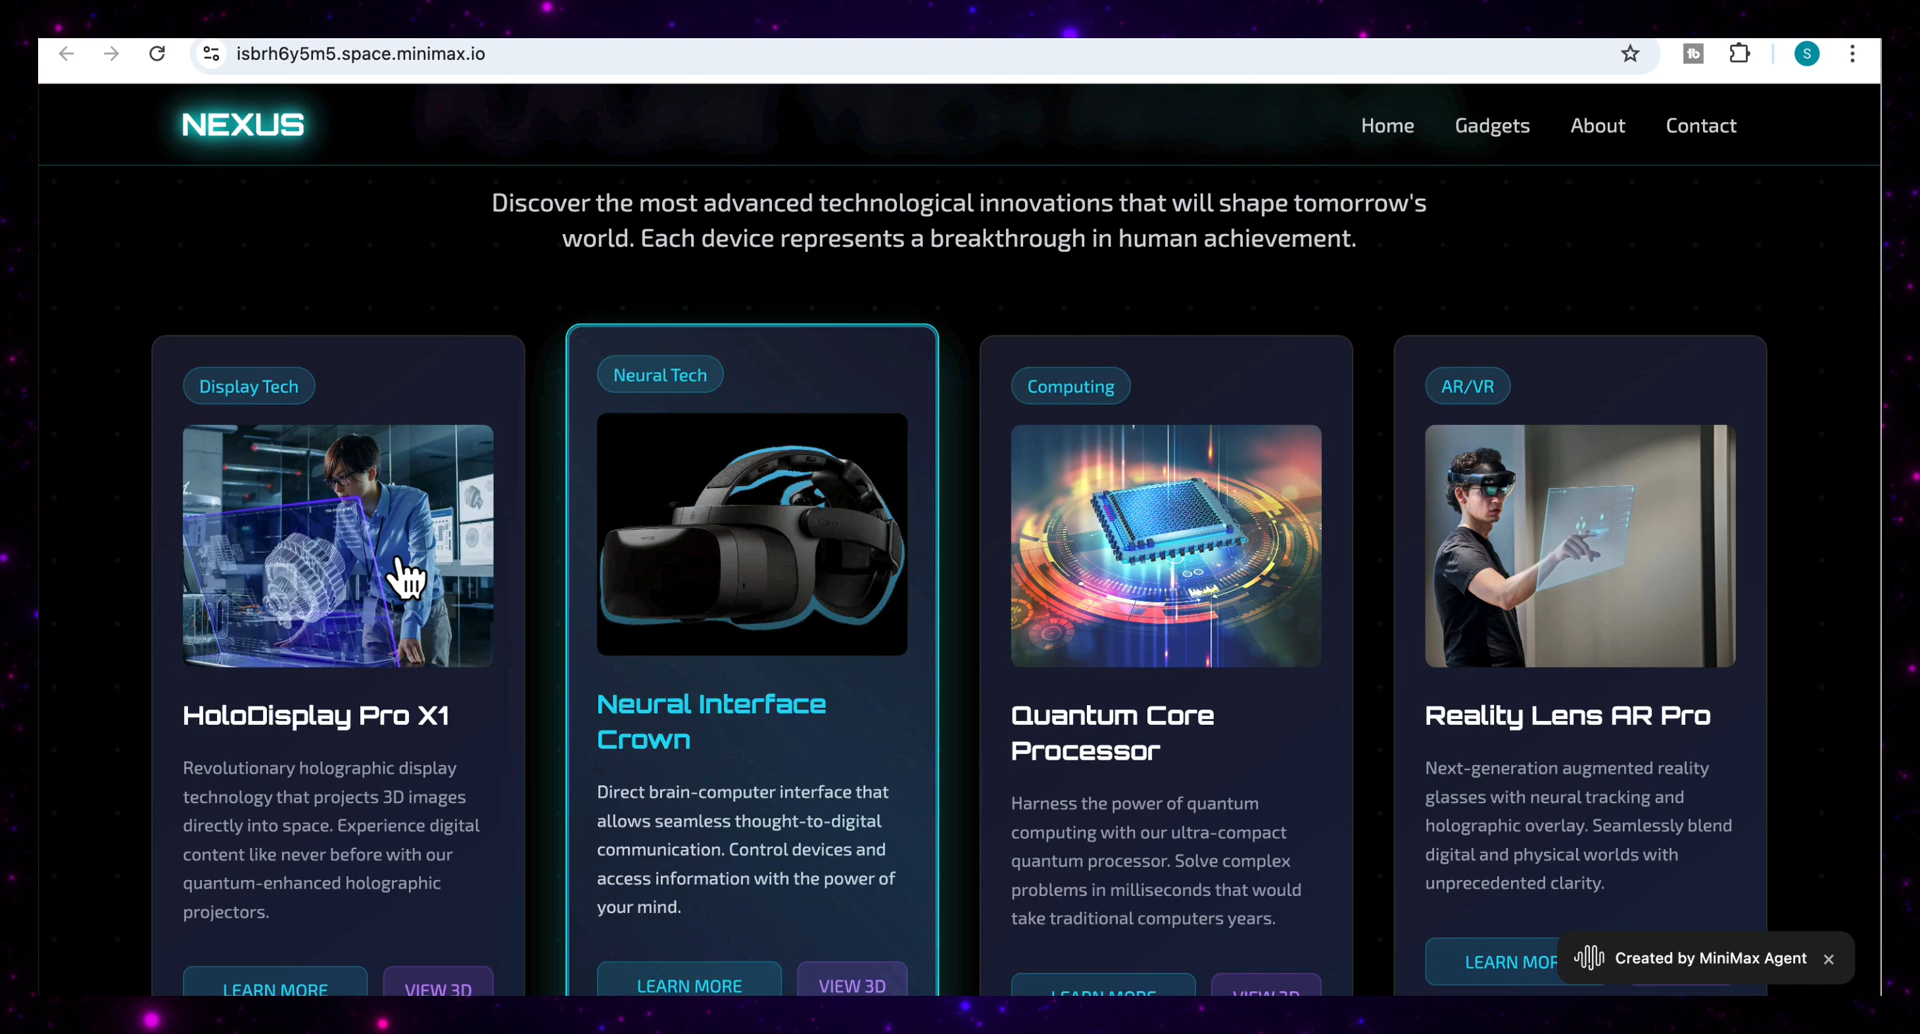 isbrh6y5m5.space.minimax.io
S
NEXUS
Home
Gadgets
About
Contact
Discover the most advanced technological innovations that will shape tomorrow's
world. Each device represents a breakthrough in human achievement.
Display Tech
HoloDisplay Pro X1
Revolutionary holographic display
technology that projects 3D images
directly into space. Experience digital
content like never before with our
quantum-enhanced holographic
projectors.
LEARN MORE
VIEW 3D
Neural Tech
Neural Interface
Crown
Direct brain-computer interface that
allows seamless thought-to-digital
communication. Control devices and
access information with the power of
your mind.
LEARN MORE
VIEW 3D
Computing
Quantum Core
Processor
Harness the power of quantum
computing with our ultra-compact
quantum processor. Solve complex
problems in milliseconds that would
take traditional computers years.
LEARN MORE
VIEW 3D
AR/VR
Reality Lens AR Pro
Next-generation augmented reality
glasses with neural tracking and
holographic overlay. Seamlessly blend
digital and physical worlds with
unprecedented clarity.
LEARN MOR
Created by MiniMax Agent